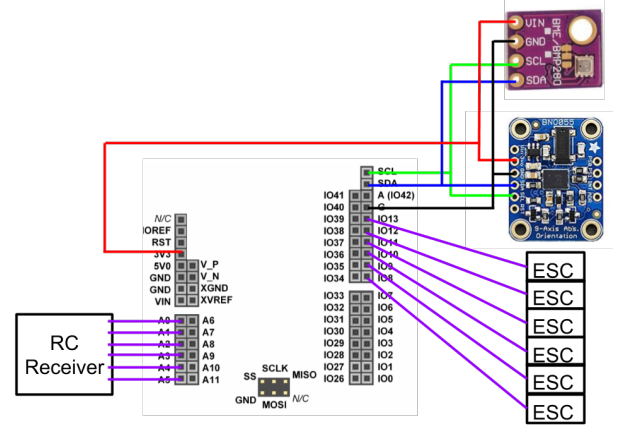 VIN
GND
SCL
SDA
BME/BMP280
BNO055
9-Axis Abs.
Orientation
SCL
SDA
IO41 A (IO42)
IO40 G
IO39 IO13
IO38 IO12
IO37 IO11
IO36 IO10
IO35 IO9
IO34 IO8
N/C
IOREF
RST
3V3
5V0 V_P
GND V_N
GND XGND
VIN XVREF
IO33 IO7
IO32 IO6
IO31 IO5
IO30 IO4
IO29 IO3
IO28 IO2
IO27 IO1
IO26 IO0
A0 A6
A1 A7
A2 A8
A3 A9
A4 A10
A5 A11
RC
Receiver
SCLK
SS MISO
GND MOSI N/C
ESC
ESC
ESC
ESC
ESC
ESC